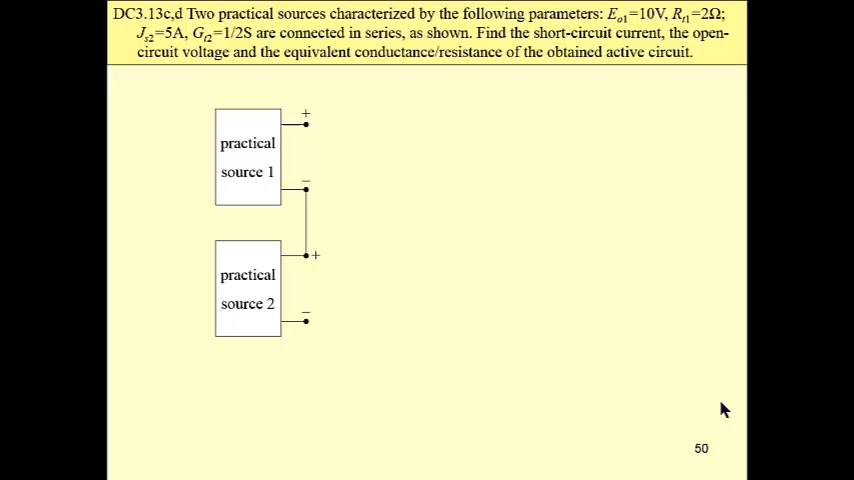 DC3.13c,d Two practical sources characterized by the following parameters: Eo1=10V, Rt1=2Ω;
Js2=5A, Gt2=1/2S are connected in series, as shown. Find the short-circuit current, the open-
circuit voltage and the equivalent conductance/resistance of the obtained active circuit.
+
practical
source 1
−
+
practical
source 2
−
50